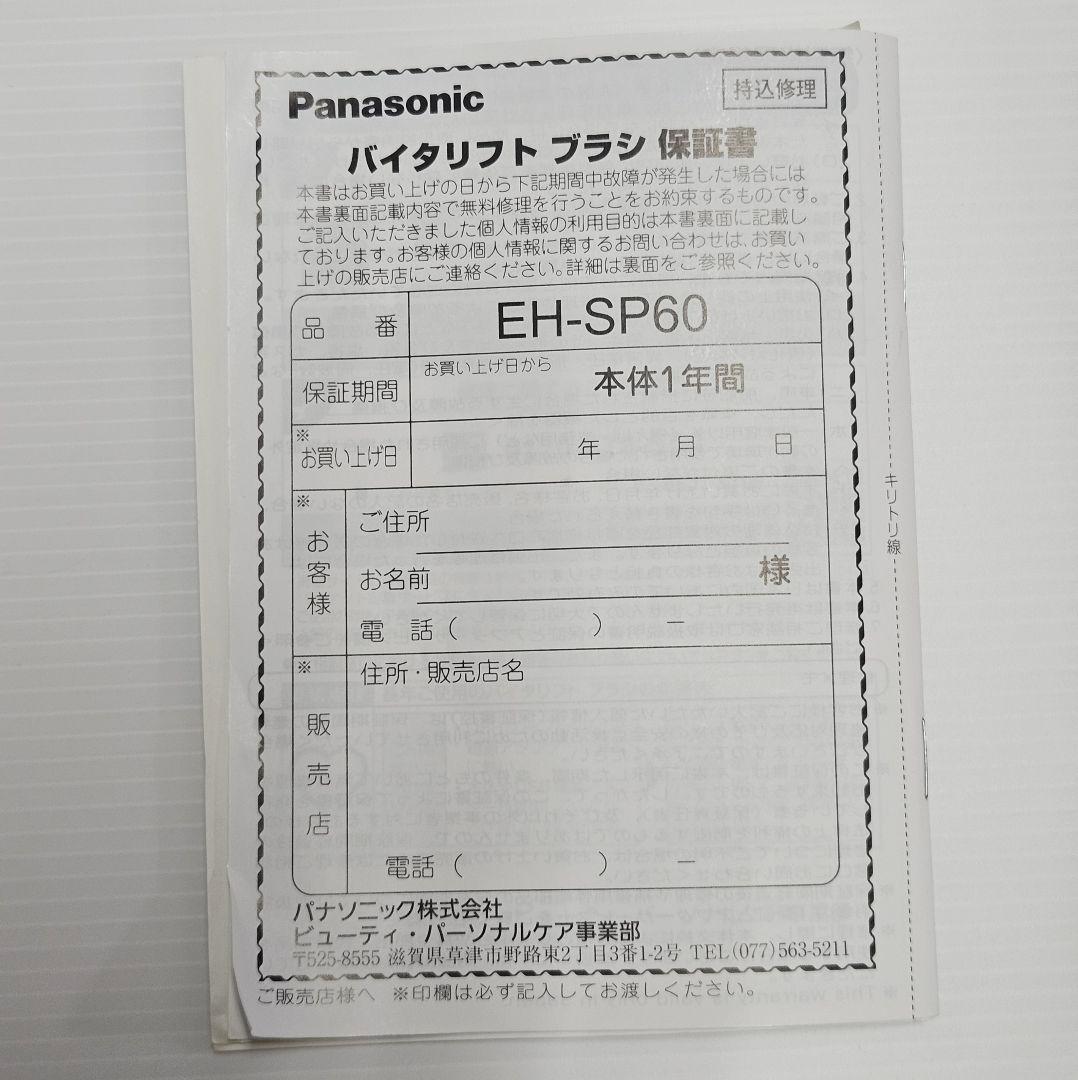 Panasonic
持込修理
バイタリフト ブラシ 保証書
本書はお買い上げの日から下記期間中故障が発生した場合には
本書裏面記載内容で無料修理を行うことをお約束するものです。
ご記入いただきました個人情報の利用目的は本書裏面に記載し
ております。お客様の個人情報に関するお問い合わせは、お買い
上げの販売店にご連絡ください。詳細は裏面をご参照ください。
品 番 EH-SP60
保証期間 お買い上げ日から 本体1年間
※お買い上げ日 年 月 日
※
お客様
ご住所
お名前 様
電 話( ) ー
※
販売店
住所・販売店名
電話( ) ー
パナソニック株式会社
ビューティ・パーソナルケア事業部
〒525-8555 滋賀県草津市野路東2丁目3番1-2号 TEL(077)563-5211
ご販売店様へ ※印欄は必ず記入してお渡しください。
キリトリ線